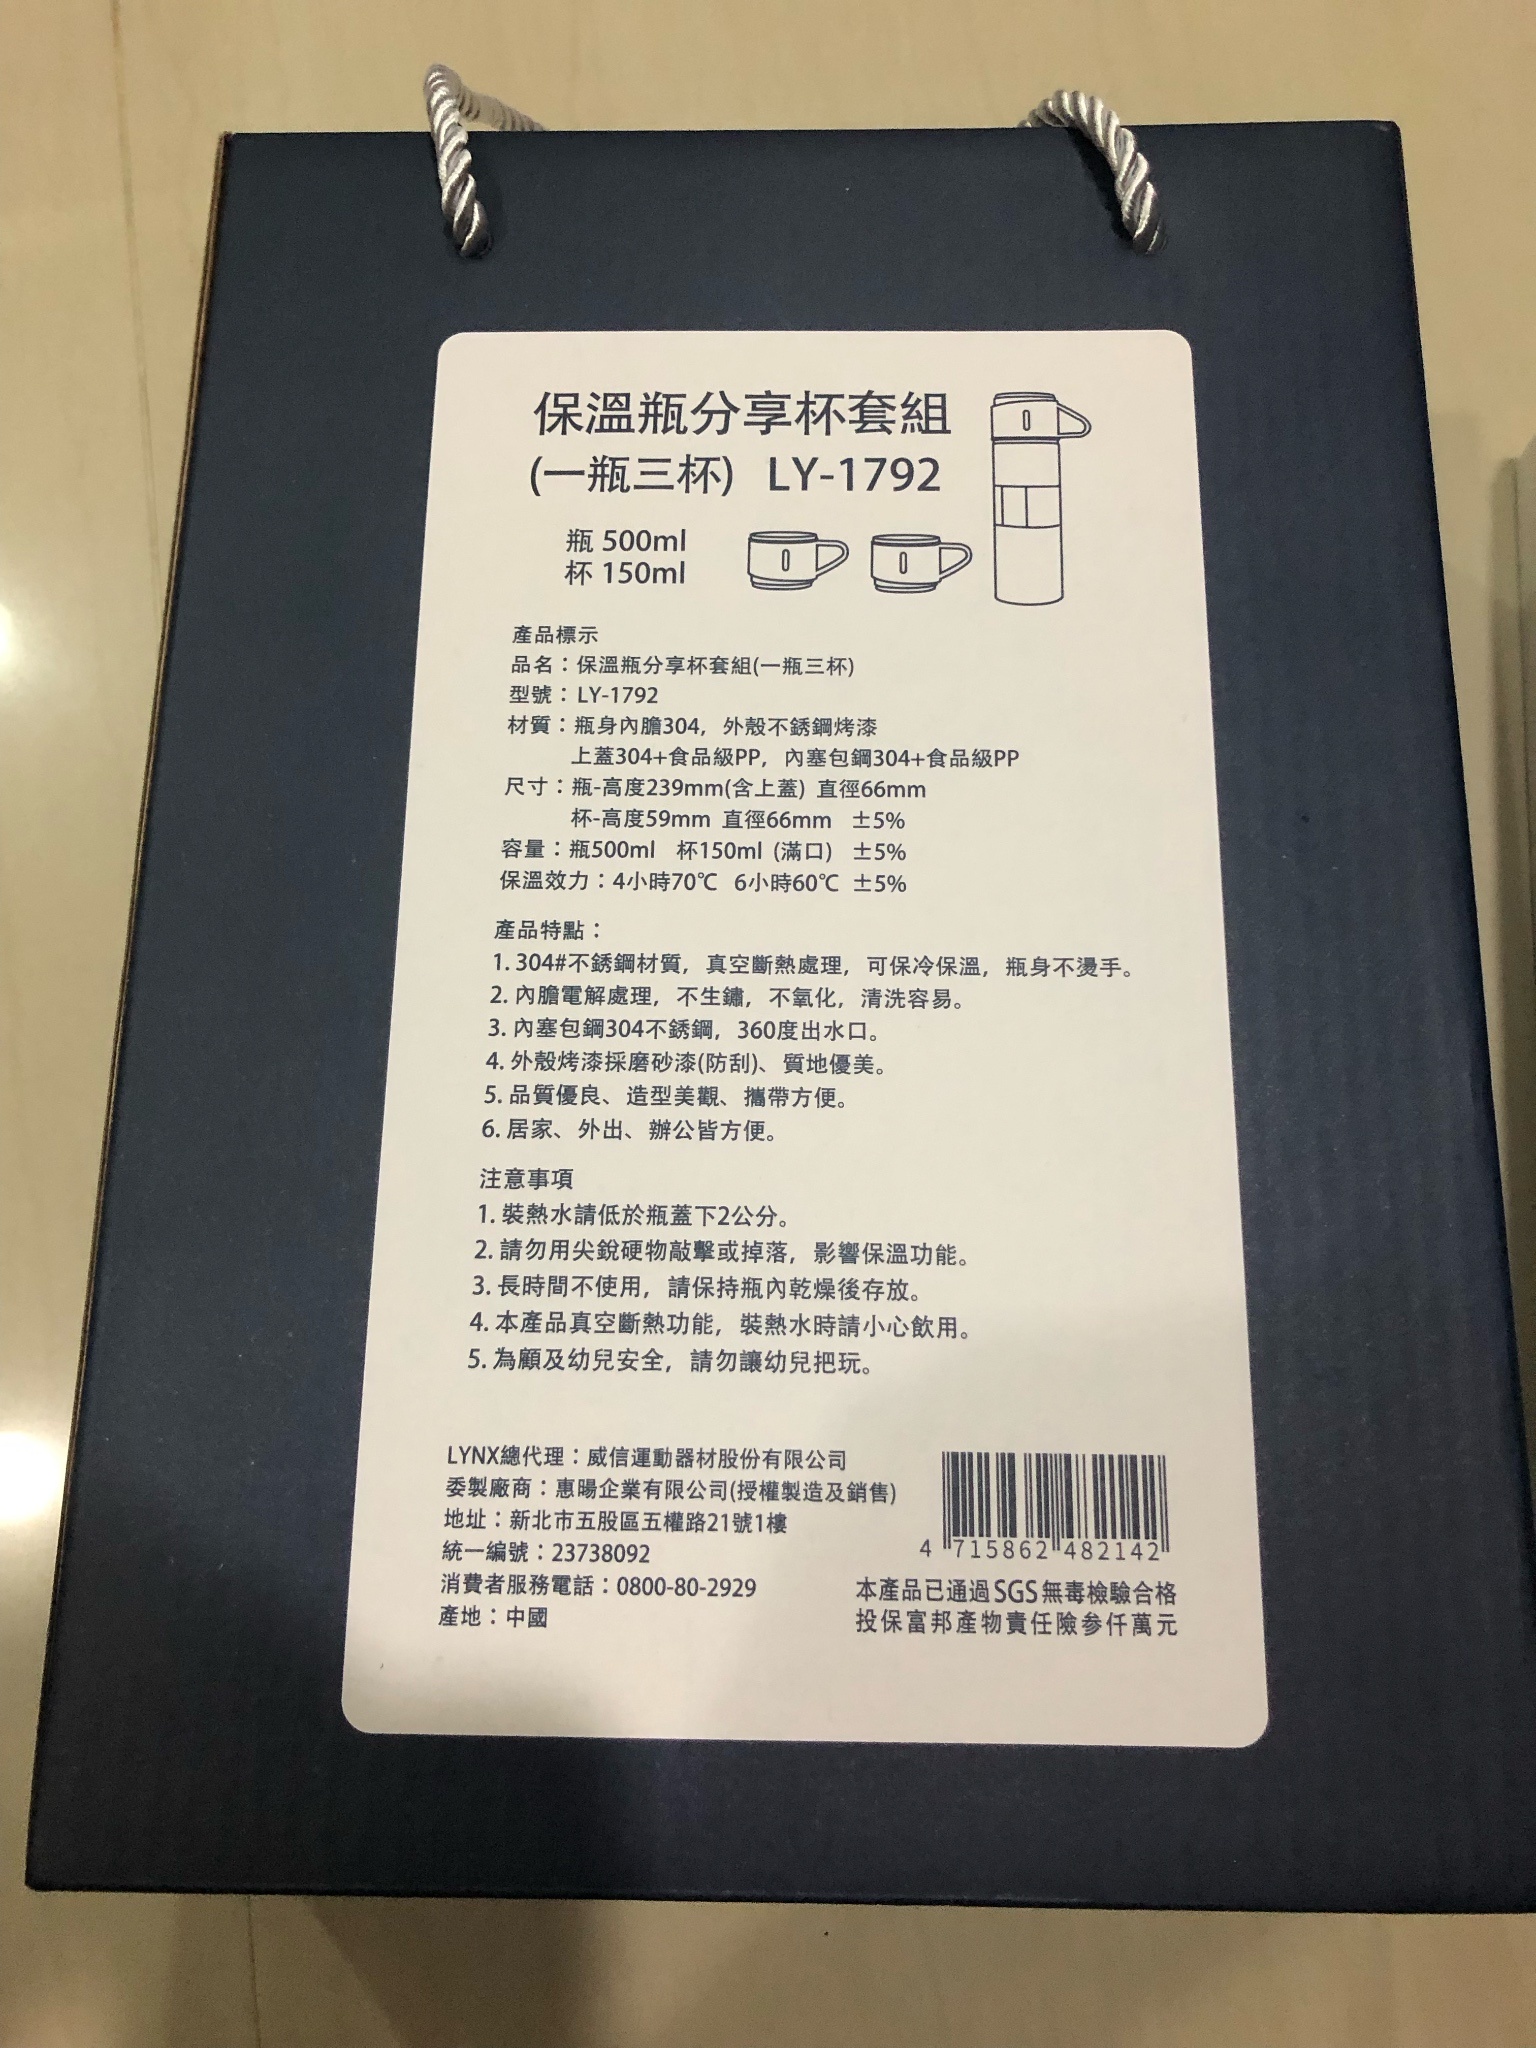 保溫瓶分享杯套組
(一瓶三杯) LY-1792
瓶 500ml
杯 150ml
產品標示
品名：保溫瓶分享杯套組(一瓶三杯)
型號：LY-1792
材質：瓶身內膽304，外殼不銹鋼烤漆
上蓋304+食品級PP，內塞包鋼304+食品級PP
尺寸：瓶-高度239mm(含上蓋) 直徑66mm
杯-高度59mm 直徑66mm ±5%
容量：瓶500ml 杯150ml (滿口) ±5%
保溫效力：4小時70℃ 6小時60℃ ±5%
產品特點：
1. 304#不銹鋼材質，真空斷熱處理，可保冷保溫，瓶身不燙手。
2. 內膽電解處理，不生鏽，不氧化，清洗容易。
3. 內塞包鋼304不銹鋼，360度出水口。
4. 外殼烤漆採磨砂漆(防刮)、質地優美。
5. 品質優良、造型美觀、攜帶方便。
6. 居家、外出、辦公皆方便。
注意事項
1. 裝熱水請低於瓶蓋下2公分。
2. 請勿用尖銳硬物敲擊或掉落，影響保溫功能。
3. 長時間不使用，請保持瓶內乾燥後存放。
4. 本產品真空斷熱功能，裝熱水時請小心飲用。
5. 為顧及幼兒安全，請勿讓幼兒把玩。
LYNX總代理：威信運動器材股份有限公司
委製廠商：惠暘企業有限公司(授權製造及銷售)
地址：新北市五股區五權路21號1樓
統一編號：23738092
消費者服務電話：0800-80-2929
產地：中國
4 715862 482142
本產品已通過SGS無毒檢驗合格
投保富邦產物責任險參仟萬元